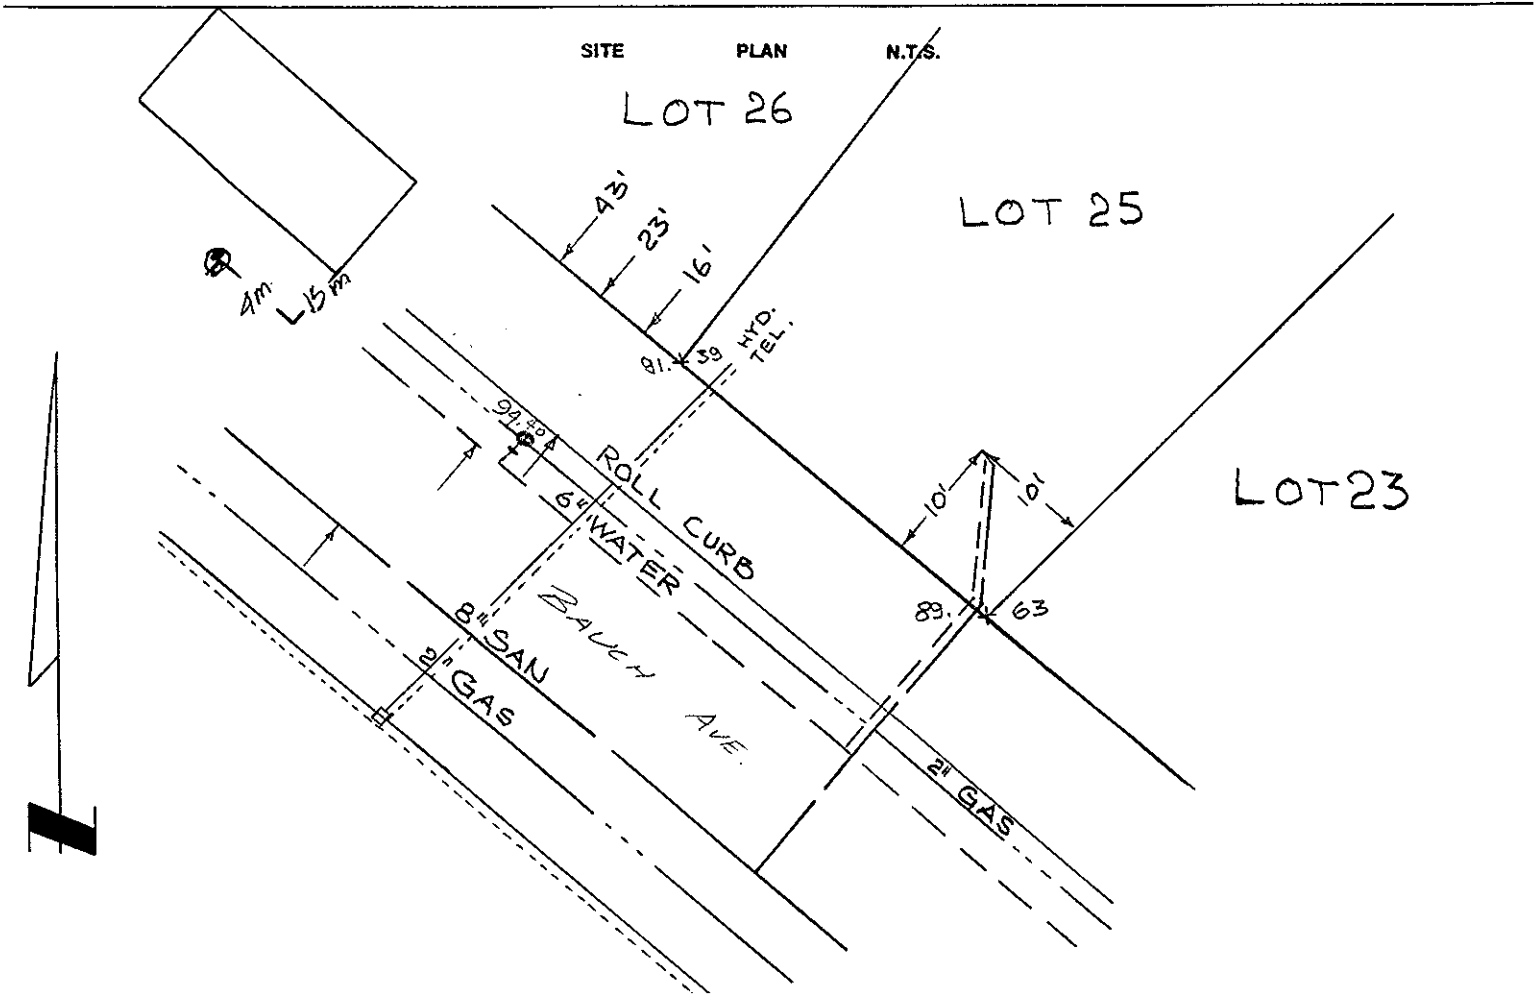 SITE PLAN N.T.S.
LOT 26
LOT 25
43'
23'
16'
4m
15m
HYD.
TEL.
91.39
94.40
ROLL CURB
LOT 23
10'
10'
6" WATER
89.63
8" SAN
BAUCH AVE.
2" GAS
2" GAS